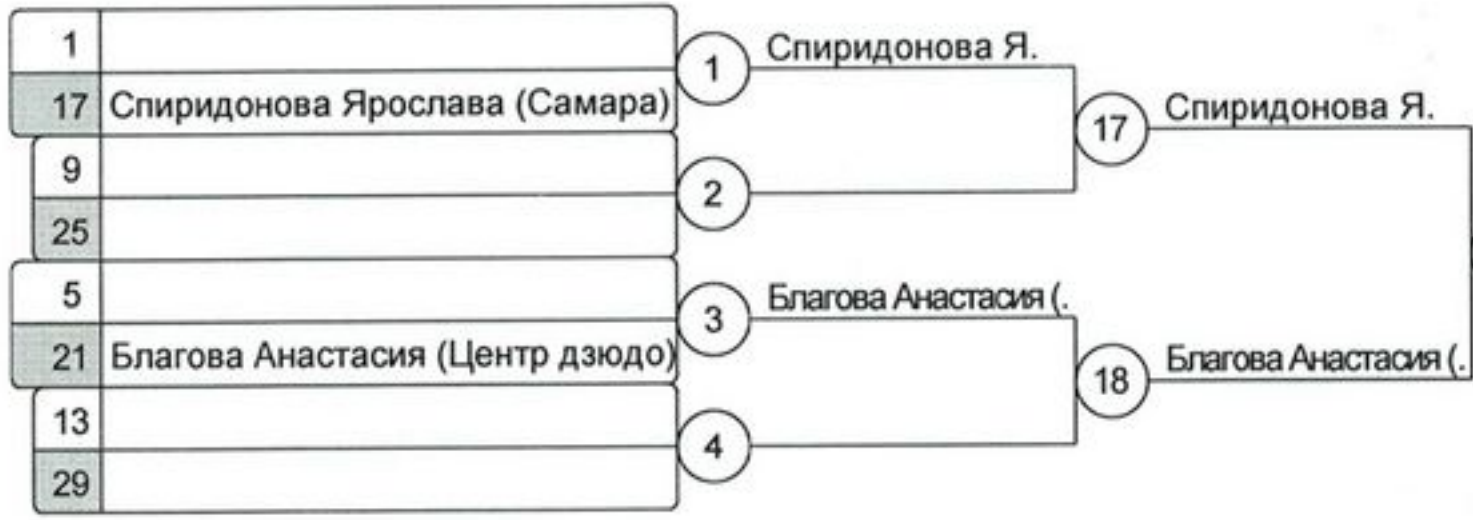 1
1 Спиридонова Я.
17 Спиридонова Ярослава (Самара)
17 Спиридонова Я.
9
2
25
5
3 Благова Анастасия (.
21 Благова Анастасия (Центр дзюдо)
18 Благова Анастасия (.
13
4
29